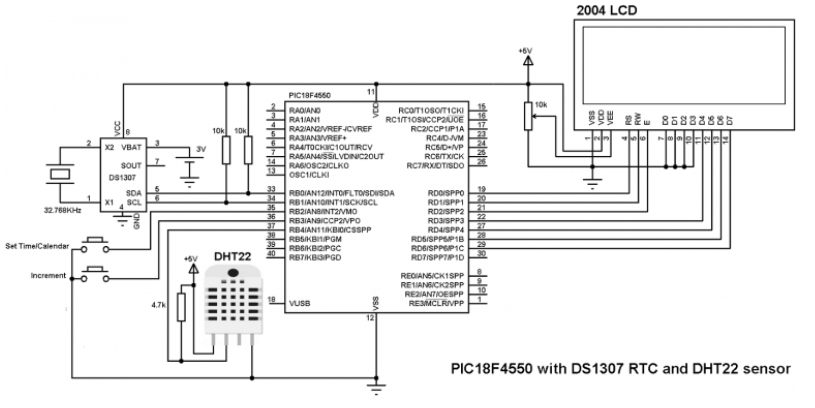 2004 LCD
+5V
10k
VSS
VDD
VEE
RS
RW
E
D0
D1
D2
D3
D4
D5
D6
D7
1
2
3
4
5
6
7
8
9
10
11
12
13
14
PIC18F4550
11
VDD
2 RA0/AN0
3 RA1/AN1
4 RA2/AN2/VREF-/CVREF
5 RA3/AN3/VREF+
6 RA4/T0CKI/C1OUT/RCV
7 RA5/AN4/SS/LVDIN/C2OUT
14 RA6/OSC2/CLKO
13 OSC1/CLKI
33 RB0/AN12/INT0/FLT0/SDI/SDA
34 RB1/AN10/INT1/SCK/SCL
35 RB2/AN8/INT2/VMO
36 RB3/AN9/CCP2/VPO
37 RB4/AN11/KBI0/CSSPP
38 RB5/KBI1/PGM
39 RB6/KBI2/PGC
40 RB7/KBI3/PGD
18 VUSB
RC0/T1OSO/T1CKI 15
RC1/T1OSI/CCP2/UOE 16
RC2/CCP1/P1A 17
RC4/D-/VM 23
RC5/D+/VP 24
RC6/TX/CK 25
RC7/RX/DT/SDO 26
RD0/SPP0 19
RD1/SPP1 20
RD2/SPP2 21
RD3/SPP3 22
RD4/SPP4 27
RD5/SPP5/P1B 28
RD6/SPP6/P1C 29
RD7/SPP7/P1D 30
RE0/AN5/CK1SPP 8
RE1/AN6/CK2SPP 9
RE2/AN7/OESPP 10
RE3/MCLR/VPP 1
VSS
12
10k
10k
8
VCC
2 X2
VBAT 3
3V
SOUT 7
DS1307
SDA 5
1 X1
SCL 6
4
GND
32.768KHz
Set Time/Calendar
Increment
+5V
DHT22
4.7k
PIC18F4550 with DS1307 RTC and DHT22 sensor